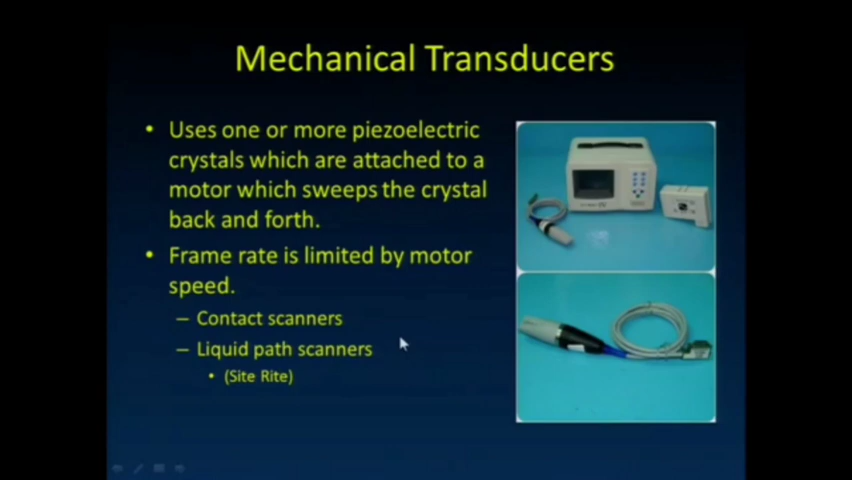 Mechanical Transducers
• Uses one or more piezoelectric
crystals which are attached to a
motor which sweeps the crystal
back and forth.
• Frame rate is limited by motor
speed.
– Contact scanners
– Liquid path scanners
• (Site Rite)